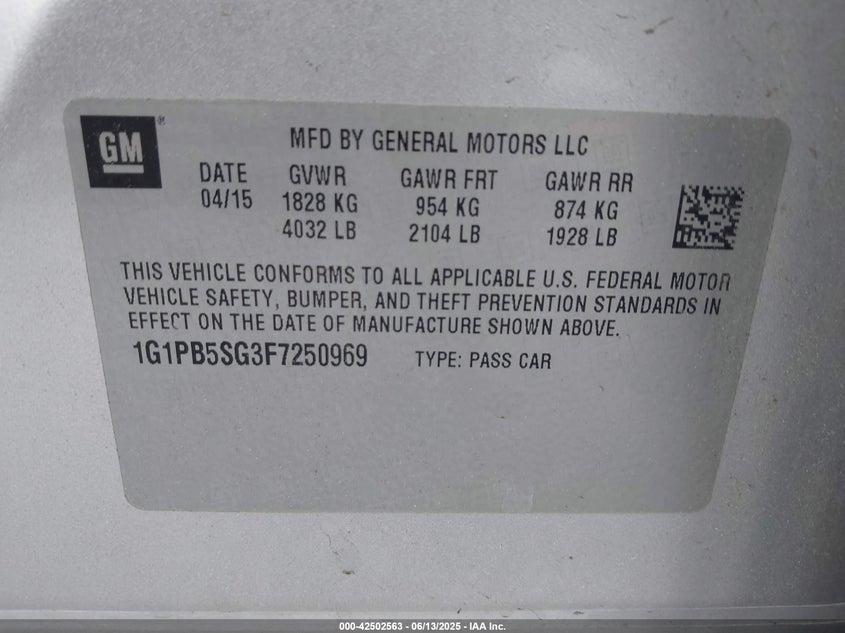 GM®
MFD BY GENERAL MOTORS LLC
DATE GVWR GAWR FRT GAWR RR
04/15 1828 KG 954 KG 874 KG
4032 LB 2104 LB 1928 LB
THIS VEHICLE CONFORMS TO ALL APPLICABLE U.S. FEDERAL MOTOR
VEHICLE SAFETY, BUMPER, AND THEFT PREVENTION STANDARDS IN
EFFECT ON THE DATE OF MANUFACTURE SHOWN ABOVE.
1G1PB5SG3F7250969 TYPE: PASS CAR
000-42502563 - 06/13/2025 - IAA Inc.